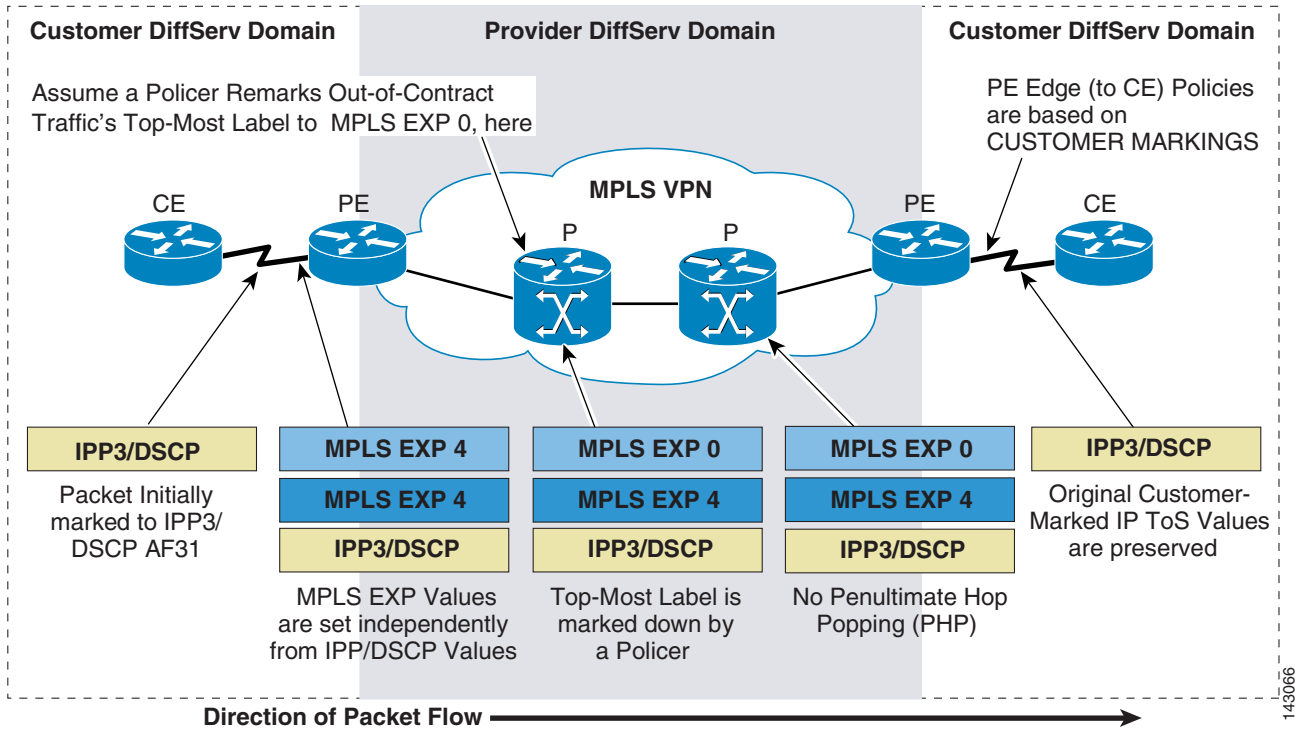 Customer DiffServ Domain
Provider DiffServ Domain
Customer DiffServ Domain
Assume a Policer Remarks Out-of-Contract
Traffic's Top-Most Label to MPLS EXP 0, here
PE Edge (to CE) Policies
are based on
CUSTOMER MARKINGS
MPLS VPN
CE
PE
P
P
PE
CE
IPP3/DSCP
Packet Initially
marked to IPP3/
DSCP AF31
MPLS EXP 4
MPLS EXP 4
IPP3/DSCP
MPLS EXP Values
are set independently
from IPP/DSCP Values
MPLS EXP 0
MPLS EXP 4
IPP3/DSCP
Top-Most Label is
marked down by
a Policer
MPLS EXP 0
MPLS EXP 4
IPP3/DSCP
No Penultimate Hop
Popping (PHP)
IPP3/DSCP
Original Customer-
Marked IP ToS Values
are preserved
Direction of Packet Flow
143066